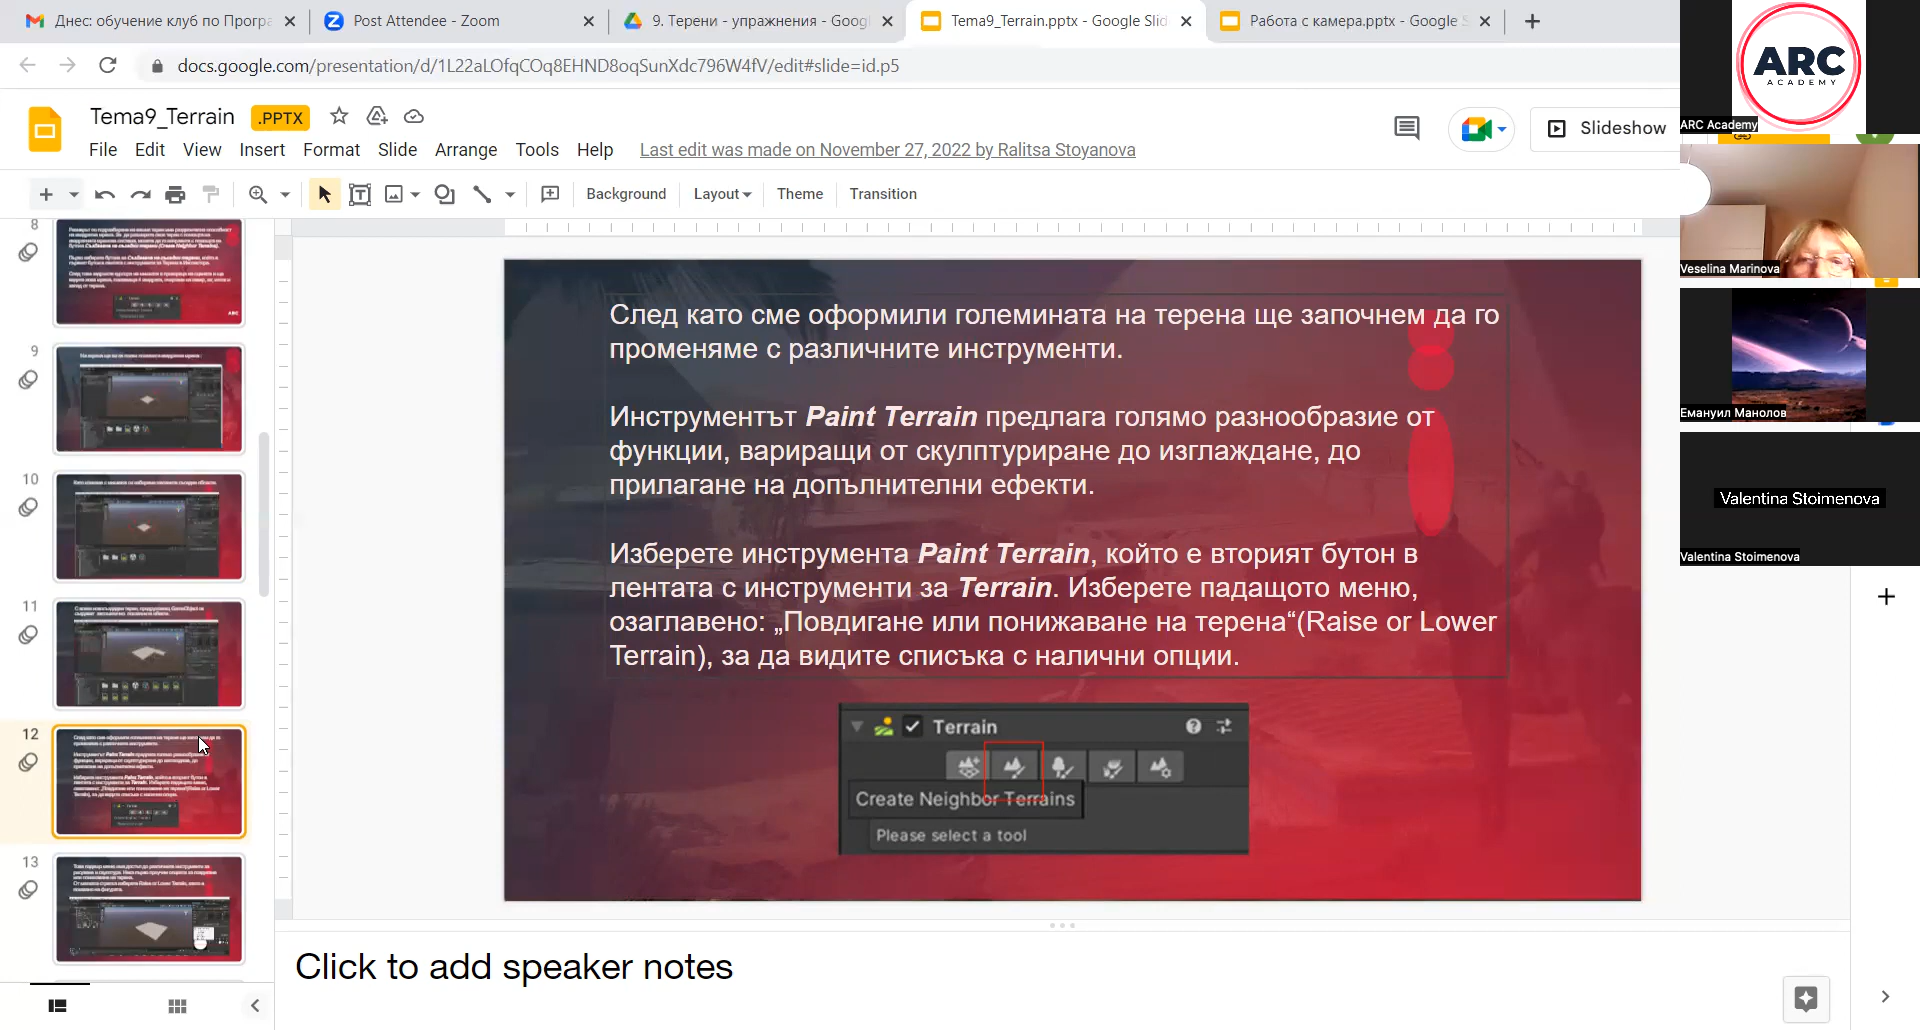 Днес: обучение клуб по Програ
Post Attendee - Zoom
9. Терени - упражнения - Goog
Tema9_Terrain.pptx - Google Slid
Работа с камера.pptx - Google S
docs.google.com/presentation/d/1L22aLOfqCOq8EHND8oqSunXdc796W4fV/edit#slide=id.p5
Tema9_Terrain
.PPTX
File Edit View Insert Format Slide Arrange Tools Help
Last edit was made on November 27, 2022 by Ralitsa Stoyanova
Slideshow
Background Layout Theme Transition
8
9
10
11
12
13
След като сме оформили големината на терена ще започнем да го
променяме с различните инструменти.
Инструментът Paint Terrain предлага голямо разнообразие от
функции, вариращи от скулптуриране до изглаждане, до
прилагане на допълнителни ефекти.
Изберете инструмента Paint Terrain, който е вторият бутон в
лентата с инструменти за Terrain. Изберете падащото меню,
озаглавено: „Повдигане или понижаване на терена“(Raise or Lower
Terrain), за да видите списъка с налични опции.
Terrain
Create Neighbor Terrains
Please select a tool
Click to add speaker notes
ARC
ACADEMY
ARC Academy
Veselina Marinova
Емануил Манолов
Valentina Stoimenova
Valentina Stoimenova